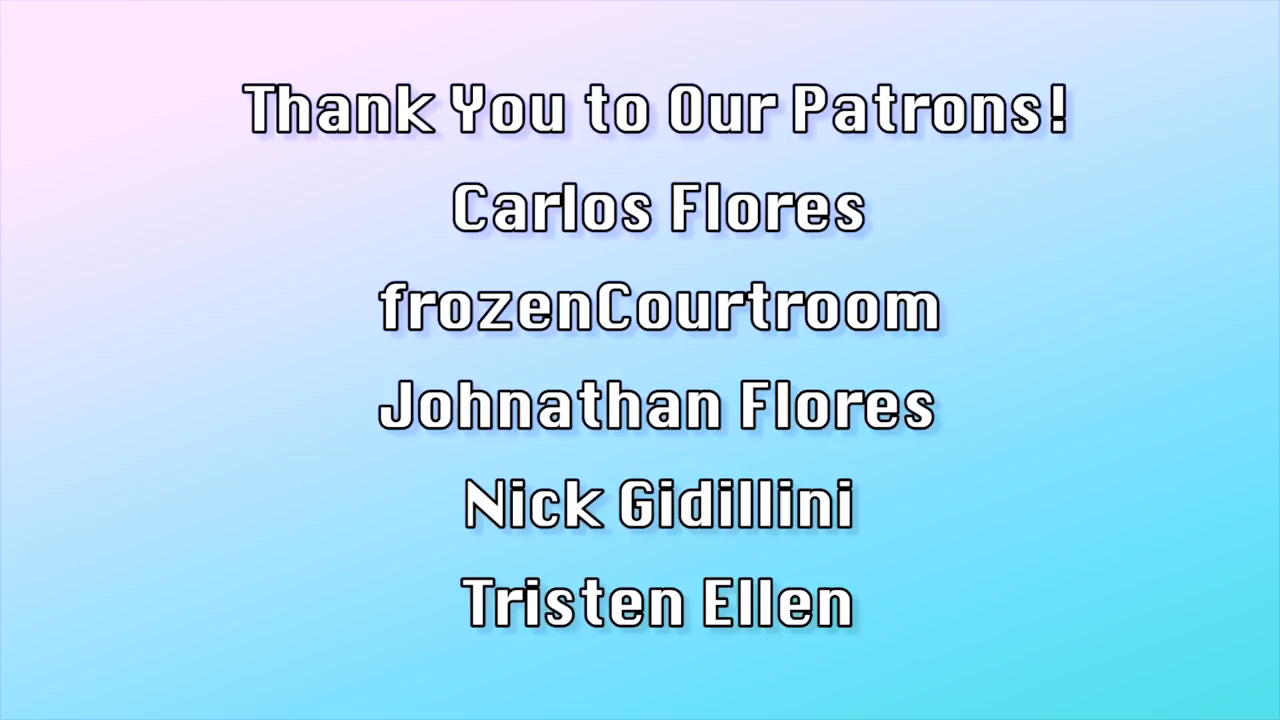 Thank You to Our Patrons!
Carlos Flores
frozenCourtroom
Johnathan Flores
Nick Gidillini
Tristen Ellen